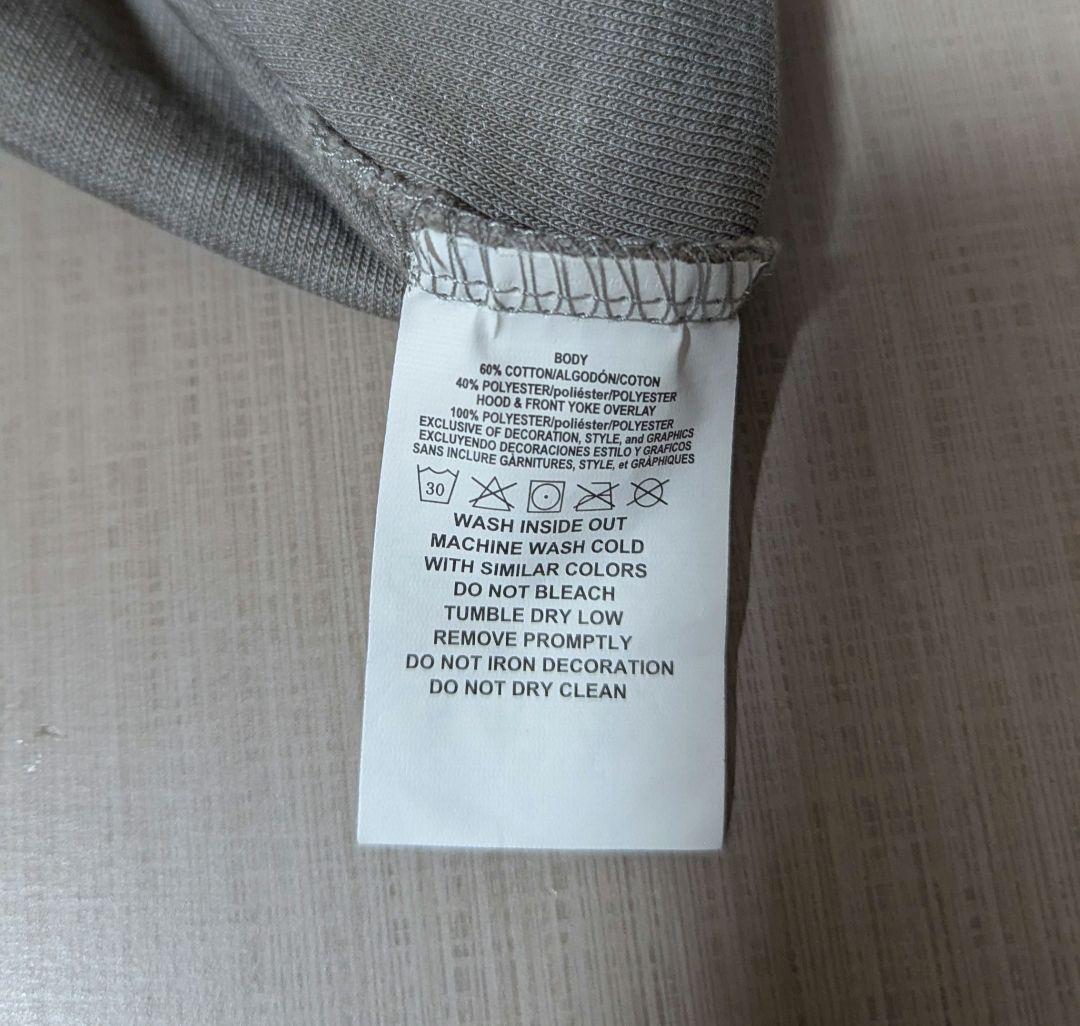 BODY
60% COTTON/ALGODÓN/COTON
40% POLYESTER/poliéster/POLYESTER
HOOD & FRONT YOKE OVERLAY
100% POLYESTER/poliéster/POLYESTER
EXCLUSIVE OF DECORATION, STYLE, and GRAPHICS
EXCLUYENDO DECORACIONES ESTILO Y GRAFICOS
SANS INCLURE GÀRNITURES, STYLE, et GRÀPHIQUES
30
WASH INSIDE OUT
MACHINE WASH COLD
WITH SIMILAR COLORS
DO NOT BLEACH
TUMBLE DRY LOW
REMOVE PROMPTLY
DO NOT IRON DECORATION
DO NOT DRY CLEAN